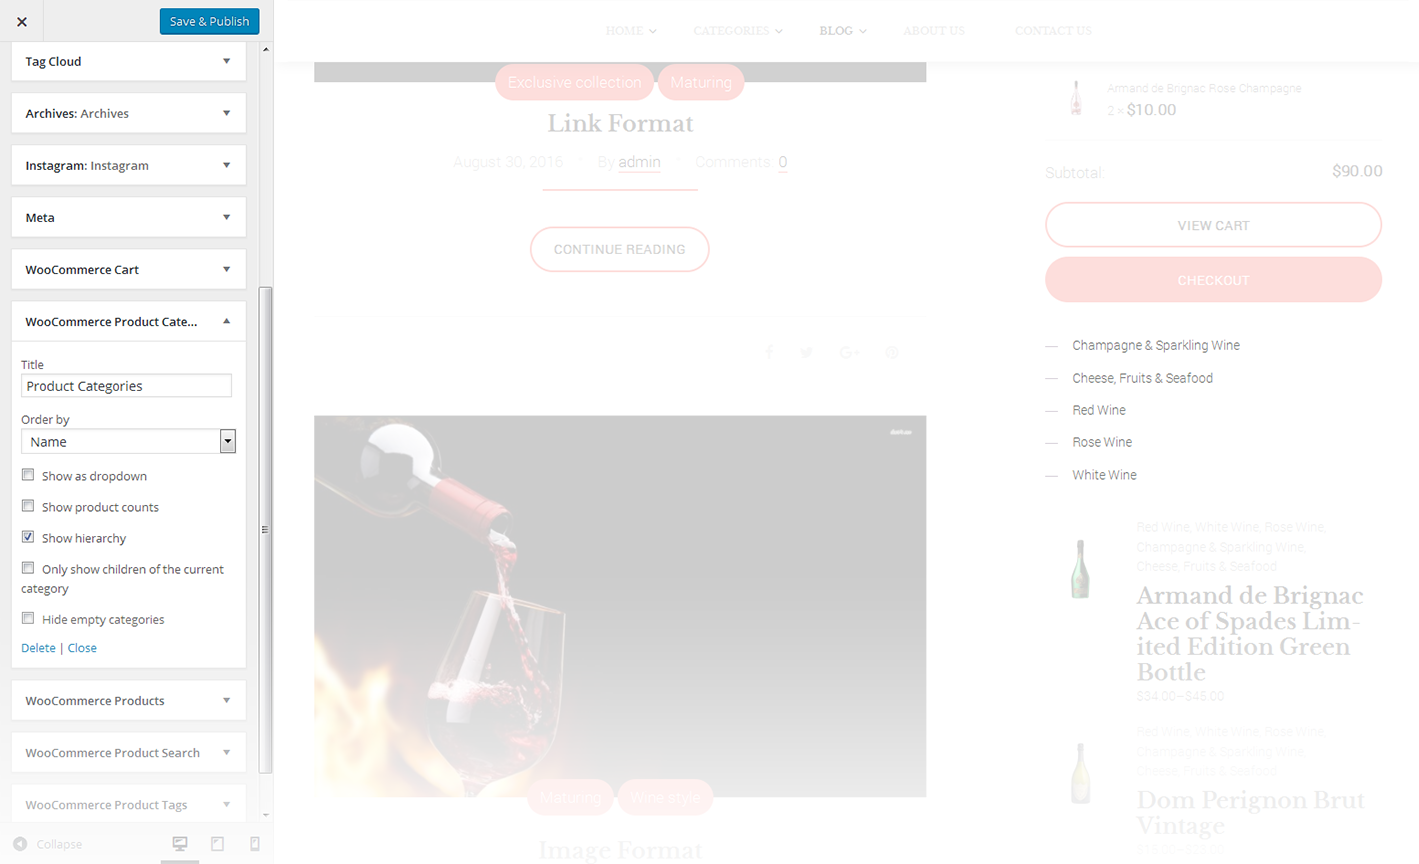 Save & Publish
Tag Cloud
Archives: Archives
Instagram: Instagram
Meta
WooCommerce Cart
WooCommerce Product Cate...
Title
Product Categories
Order by
Name
Show as dropdown
Show product counts
Show hierarchy
Only show children of the current
category
Hide empty categories
Delete | Close
WooCommerce Products
WooCommerce Product Search
WooCommerce Product Tags
Collapse
HOME CATEGORIES BLOG ABOUT US CONTACT US
Exclusive collection Maturing
Link Format
August 30, 2016 By admin Comments: 0
CONTINUE READING
Maturing Wine style
Image Format
Armand de Brignac Rose Champagne
2 × $10.00
Subtotal: $90.00
VIEW CART
CHECKOUT
Champagne & Sparkling Wine
Cheese, Fruits & Seafood
Red Wine
Rose Wine
White Wine
Red Wine, White Wine, Rose Wine,
Champagne & Sparkling Wine,
Cheese, Fruits & Seafood
Armand de Brignac
Ace of Spades Lim-
ited Edition Green
Bottle
$34.00–$45.00
Red Wine, White Wine, Rose Wine,
Champagne & Sparkling Wine,
Cheese, Fruits & Seafood
Dom Perignon Brut
Vintage